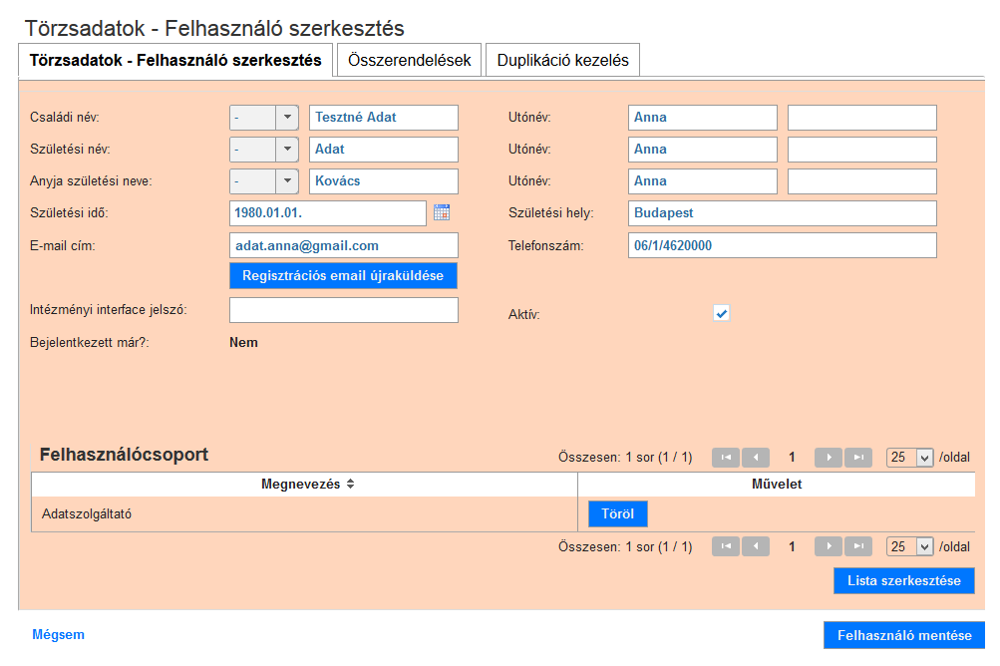 Törzsadatok - Felhasználó szerkesztés
Törzsadatok - Felhasználó szerkesztés Összerendelések Duplikáció kezelés
Családi név: - Tesztné Adat Utónév: Anna
Születési név: - Adat Utónév: Anna
Anyja születési neve: - Kovács Utónév: Anna
Születési idő: 1980.01.01. Születési hely: Budapest
E-mail cím: adat.anna@gmail.com Telefonszám: 06/1/4620000
Regisztrációs email újraküldése
Intézményi interface jelszó: Aktív:
Bejelentkezett már?: Nem
Felhasználócsoport Összesen: 1 sor (1 / 1) 1 25 /oldal
Megnevezés Művelet
Adatszolgáltató Töröl
Összesen: 1 sor (1 / 1) 1 25 /oldal
Lista szerkesztése
Mégsem Felhasználó mentése